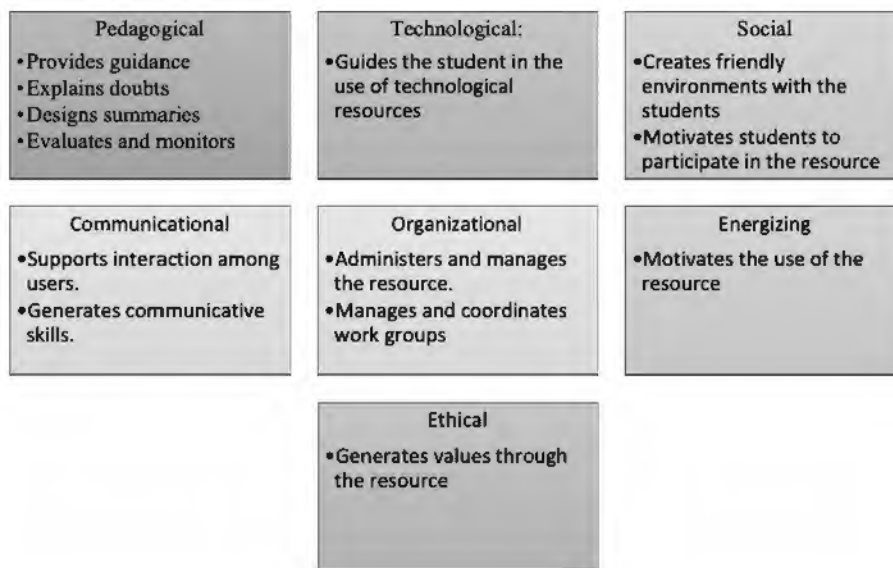 Pedagogical
•Provides guidance
•Explains doubts
•Designs summaries
•Evaluates and monitors
Technological:
•Guides the student in the
use of technological
resources
Social
•Creates friendly
environments with the
students
•Motivates students to
participate in the resource
Communicational
•Supports interaction among
users.
•Generates communicative
skills.
Organizational
•Administers and manages
the resource.
•Manages and coordinates
work groups
Energizing
•Motivates the use of the
resource
Ethical
•Generates values through
the resource